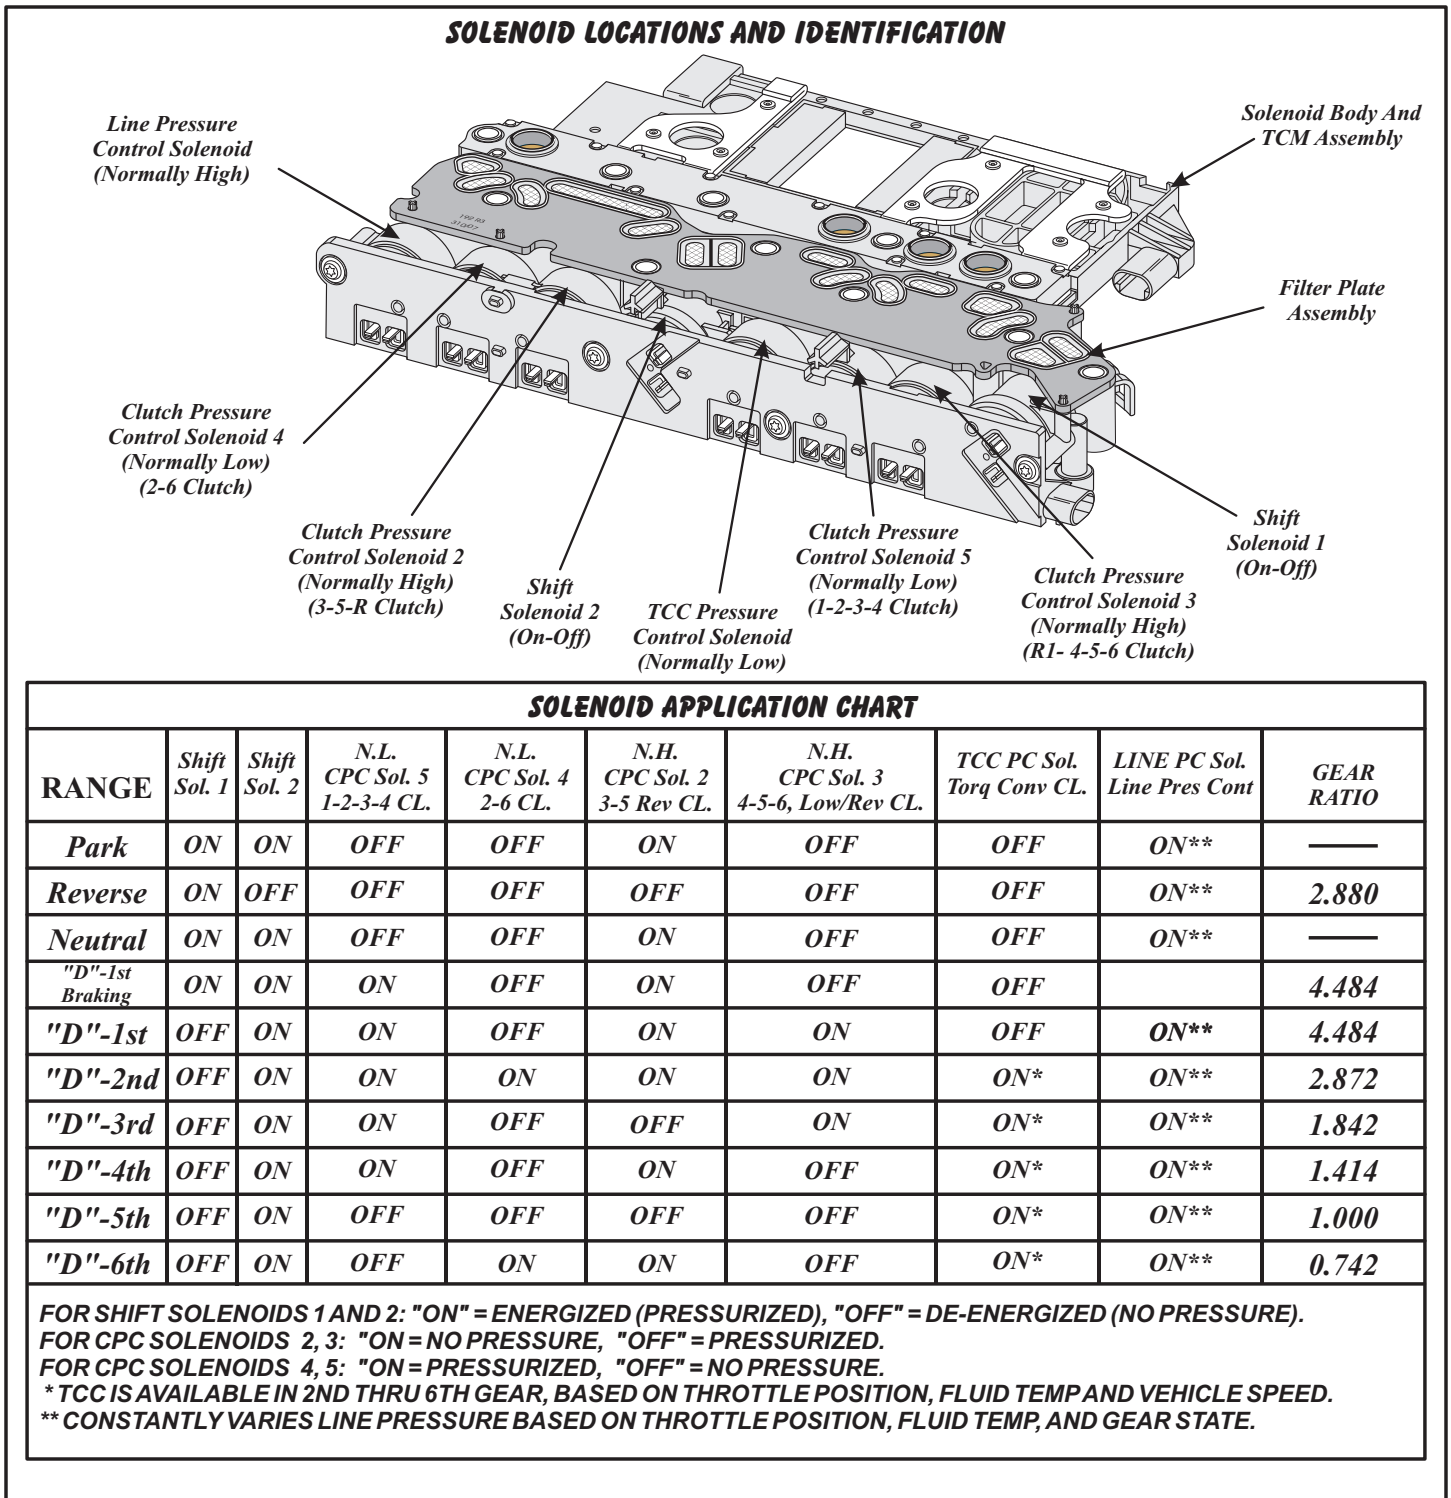 SOLENOID LOCATIONS AND IDENTIFICATION
Line Pressure
Control Solenoid
(Normally High)
Solenoid Body And
TCM Assembly
Filter Plate
Assembly
Clutch Pressure
Control Solenoid 4
(Normally Low)
(2-6 Clutch)
Clutch Pressure
Control Solenoid 2
(Normally High)
(3-5-R Clutch)
Shift
Solenoid 2
(On-Off)
TCC Pressure
Control Solenoid
(Normally Low)
Clutch Pressure
Control Solenoid 5
(Normally Low)
(1-2-3-4 Clutch)
Clutch Pressure
Control Solenoid 3
(Normally High)
(R1- 4-5-6 Clutch)
Shift
Solenoid 1
(On-Off)
SOLENOID APPLICATION CHART
RANGE
Shift
Sol. 1
Shift
Sol. 2
N.L.
CPC Sol. 5
1-2-3-4 CL.
N.L.
CPC Sol. 4
2-6 CL.
N.H.
CPC Sol. 2
3-5 Rev CL.
N.H.
CPC Sol. 3
4-5-6, Low/Rev CL.
TCC PC Sol.
Torq Conv CL.
LINE PC Sol.
Line Pres Cont
GEAR
RATIO
Park ON ON OFF OFF ON OFF OFF ON** ——
Reverse ON OFF OFF OFF OFF OFF OFF ON** 2.880
Neutral ON ON OFF OFF ON OFF OFF ON** ——
"D"-1st
Braking ON ON ON OFF ON OFF OFF 4.484
"D"-1st OFF ON ON OFF ON ON OFF ON** 4.484
"D"-2nd OFF ON ON ON ON ON ON* ON** 2.872
"D"-3rd OFF ON ON OFF OFF ON ON* ON** 1.842
"D"-4th OFF ON ON OFF ON OFF ON* ON** 1.414
"D"-5th OFF ON OFF OFF OFF OFF ON* ON** 1.000
"D"-6th OFF ON OFF ON ON OFF ON* ON** 0.742
FOR SHIFT SOLENOIDS 1 AND 2: "ON" = ENERGIZED (PRESSURIZED), "OFF" = DE-ENERGIZED (NO PRESSURE).
FOR CPC SOLENOIDS 2, 3: "ON = NO PRESSURE, "OFF" = PRESSURIZED.
FOR CPC SOLENOIDS 4, 5: "ON = PRESSURIZED, "OFF" = NO PRESSURE.
* TCC IS AVAILABLE IN 2ND THRU 6TH GEAR, BASED ON THROTTLE POSITION, FLUID TEMP AND VEHICLE SPEED.
** CONSTANTLY VARIES LINE PRESSURE BASED ON THROTTLE POSITION, FLUID TEMP, AND GEAR STATE.